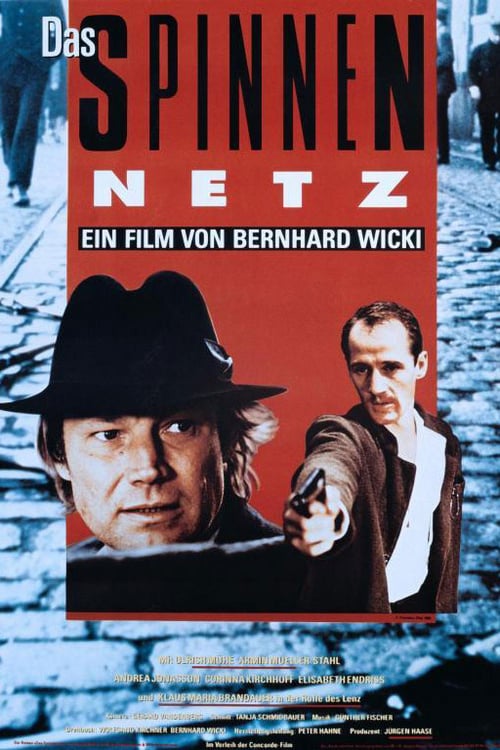 Das
SPINNEN
NETZ
EIN FILM VON BERNHARD WICKI
Mit ULRICH MÜHE ARMIN MUELLER-STAHL
ANDREA JONASSON CORINNA KIRCHHOFF ELISABETH ENDRISS
und KLAUS MARIA BRANDAUER in der Rolle des Lenz
Kamera GERARD VANDENBERG Schnitt TANJA SCHMIDBAUER Musik GÜNTHER FISCHER
Drehbuch WOLFGANG KIRCHNER BERNHARD WICKI Herstellungsleitung PETER HAHNE Produzent JÜRGEN HAASE
Im Verleih der Concorde-Film